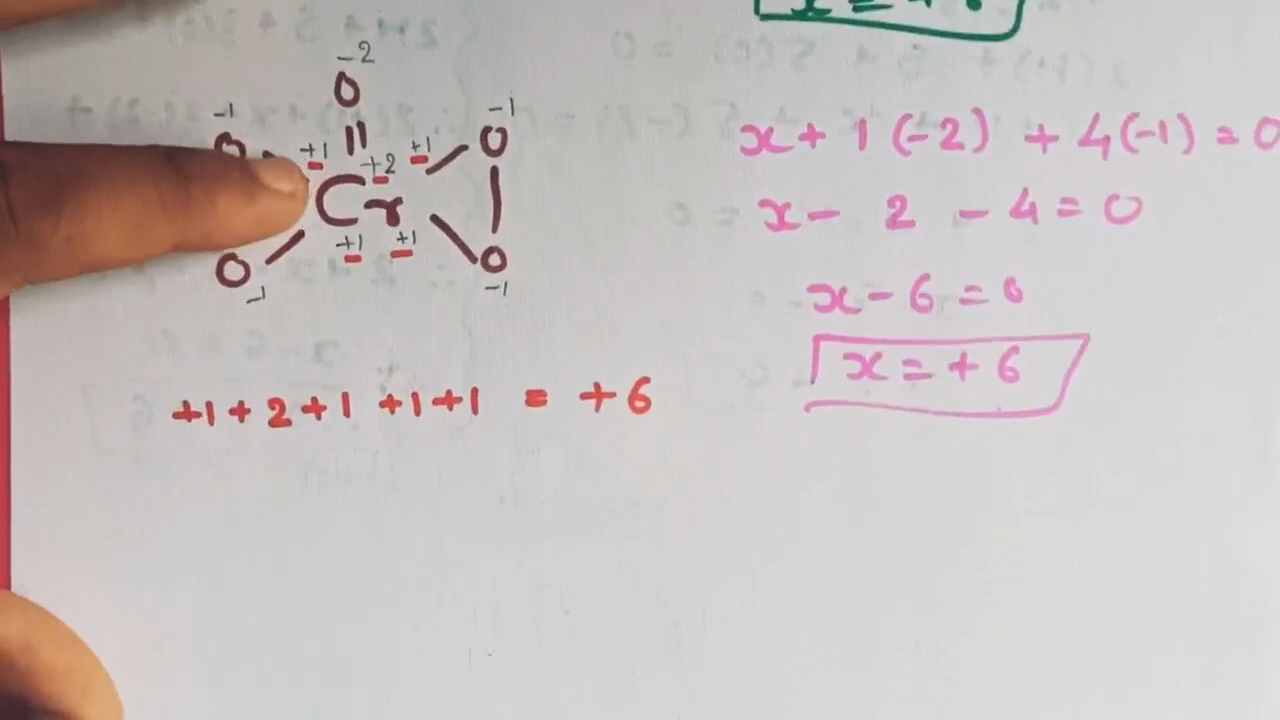 -2
O
-1 -1
O || O
+1 +2 +1
Cr
+1 +1
O O
-1 -1
x + 1 (-2) + 4 (-1) = 0
x - 2 - 4 = 0
x - 6 = 0
x = + 6
+1 + 2 + 1 +1 +1 = + 6